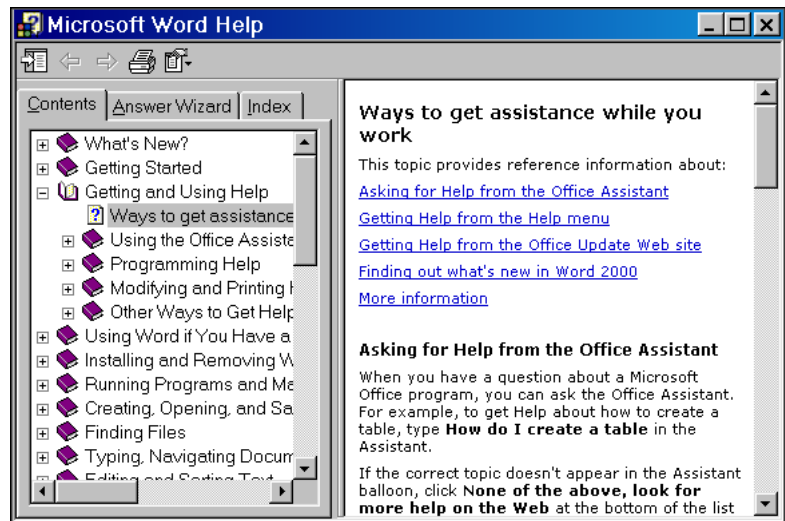 Microsoft Word Help
Contents
Answer Wizard
Index
What's New?
Getting Started
Getting and Using Help
Ways to get assistance
Using the Office Assista
Programming Help
Modifying and Printing
Other Ways to Get Help
Using Word if You Have a
Installing and Removing W
Running Programs and Ma
Creating, Opening, and Sa
Finding Files
Typing, Navigating Docum
Editing and Sorting Text
Ways to get assistance while you
work
This topic provides reference information about:
Asking for Help from the Office Assistant
Getting Help from the Help menu
Getting Help from the Office Update Web site
Finding out what's new in Word 2000
More information
Asking for Help from the Office Assistant
When you have a question about a Microsoft
Office program, you can ask the Office Assistant.
For example, to get Help about how to create a
table, type How do I create a table in the
Assistant.
If the correct topic doesn't appear in the Assistant
balloon, click None of the above, look for
more help on the Web at the bottom of the list